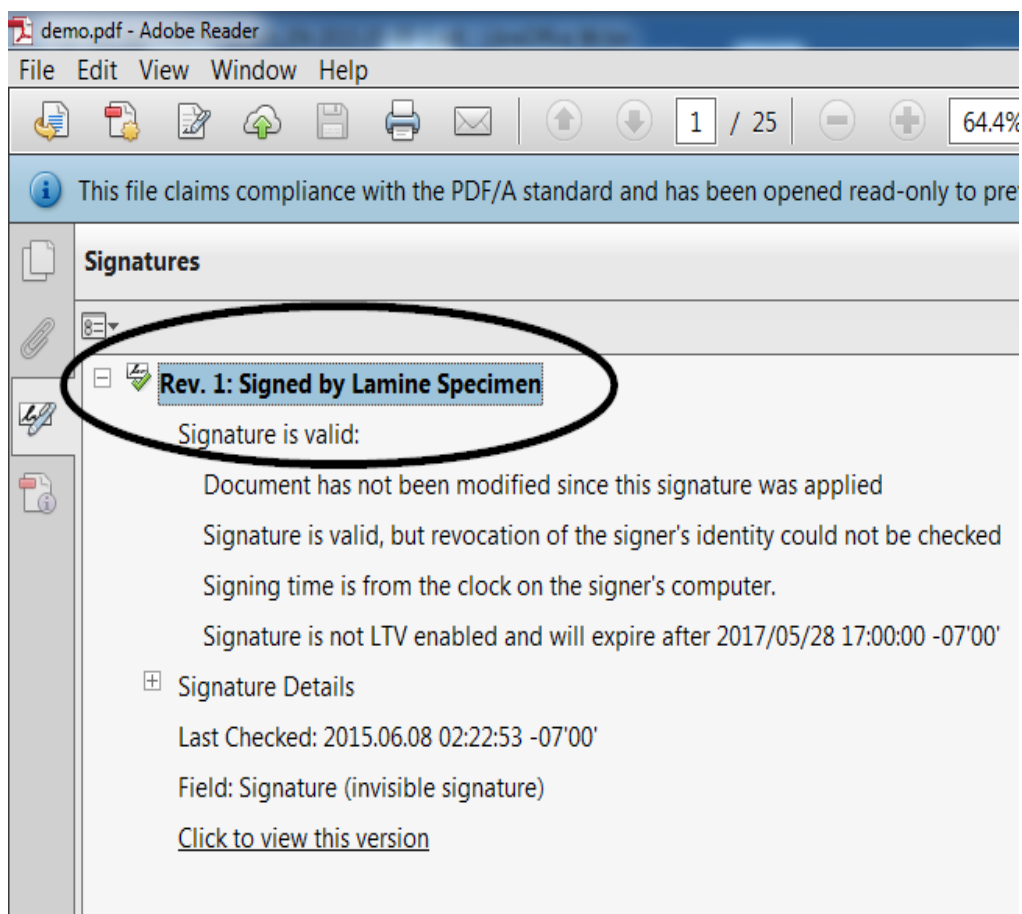 demo.pdf - Adobe Reader
File Edit View Window Help
1 / 25 64.4%
This file claims compliance with the PDF/A standard and has been opened read-only to
Signatures
Rev. 1: Signed by Lamine Specimen
Signature is valid:
Document has not been modified since this signature was applied
Signature is valid, but revocation of the signer's identity could not be checked
Signing time is from the clock on the signer's computer.
Signature is not LTV enabled and will expire after 2017/05/28 17:00:00 -07'00'
Signature Details
Last Checked: 2015.06.08 02:22:53 -07'00'
Field: Signature (invisible signature)
Click to view this version